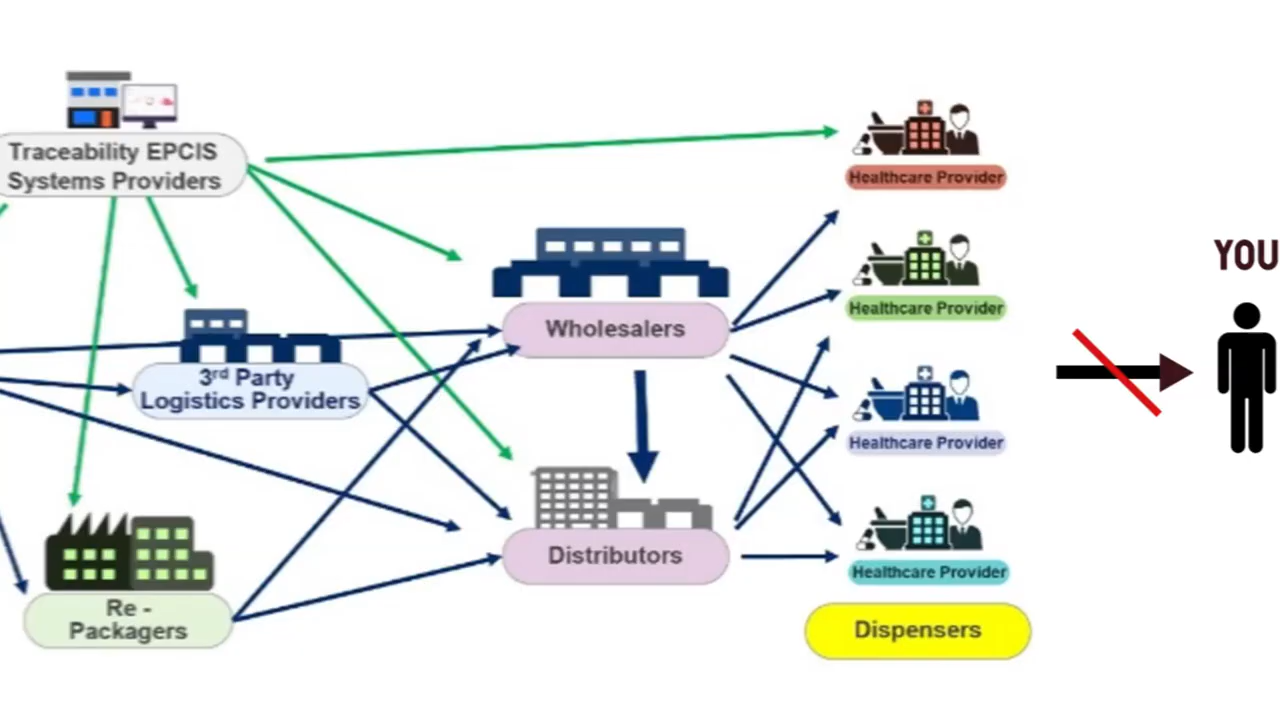 Traceability EPCIS
Systems Providers
Healthcare Provider
YOU
Healthcare Provider
Wholesalers
3rd Party
Logistics Providers
Healthcare Provider
Distributors
Healthcare Provider
Re -
Packagers
Dispensers